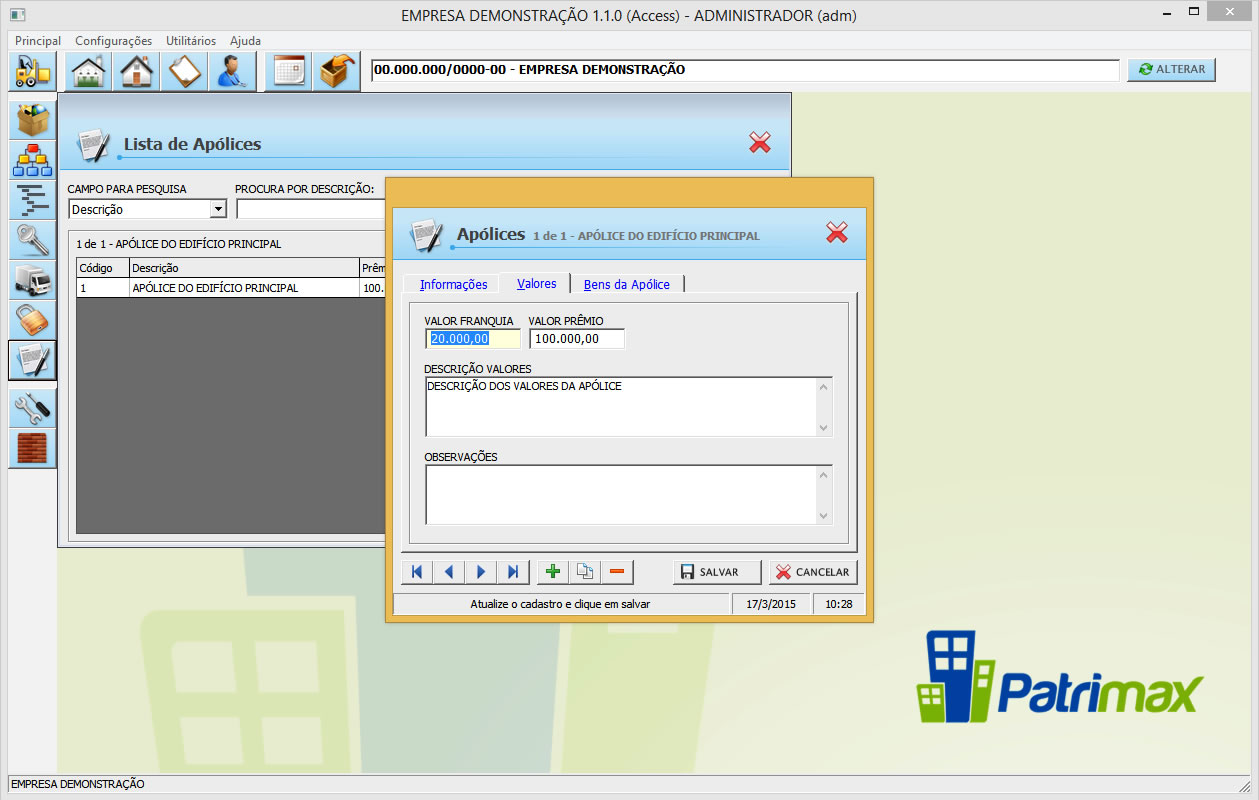 EMPRESA DEMONSTRAÇÃO 1.1.0 (Access) - ADMINISTRADOR (adm)
Principal Configurações Utilitários Ajuda
00.000.000/0000-00 - EMPRESA DEMONSTRAÇÃO
ALTERAR
Lista de Apólices
CAMPO PARA PESQUISA PROCURA POR DESCRIÇÃO:
Descrição
1 de 1 - APÓLICE DO EDIFÍCIO PRINCIPAL
Código Descrição Prêm
1 APÓLICE DO EDIFÍCIO PRINCIPAL 100.
Apólices 1 de 1 - APÓLICE DO EDIFÍCIO PRINCIPAL
Informações Valores Bens da Apólice
VALOR FRANQUIA VALOR PRÊMIO
20.000,00 100.000,00
DESCRIÇÃO VALORES
DESCRIÇÃO DOS VALORES DA APÓLICE
OBSERVAÇÕES
SALVAR CANCELAR
Atualize o cadastro e clique em salvar 17/3/2015 10:28
Patrimax
EMPRESA DEMONSTRAÇÃO